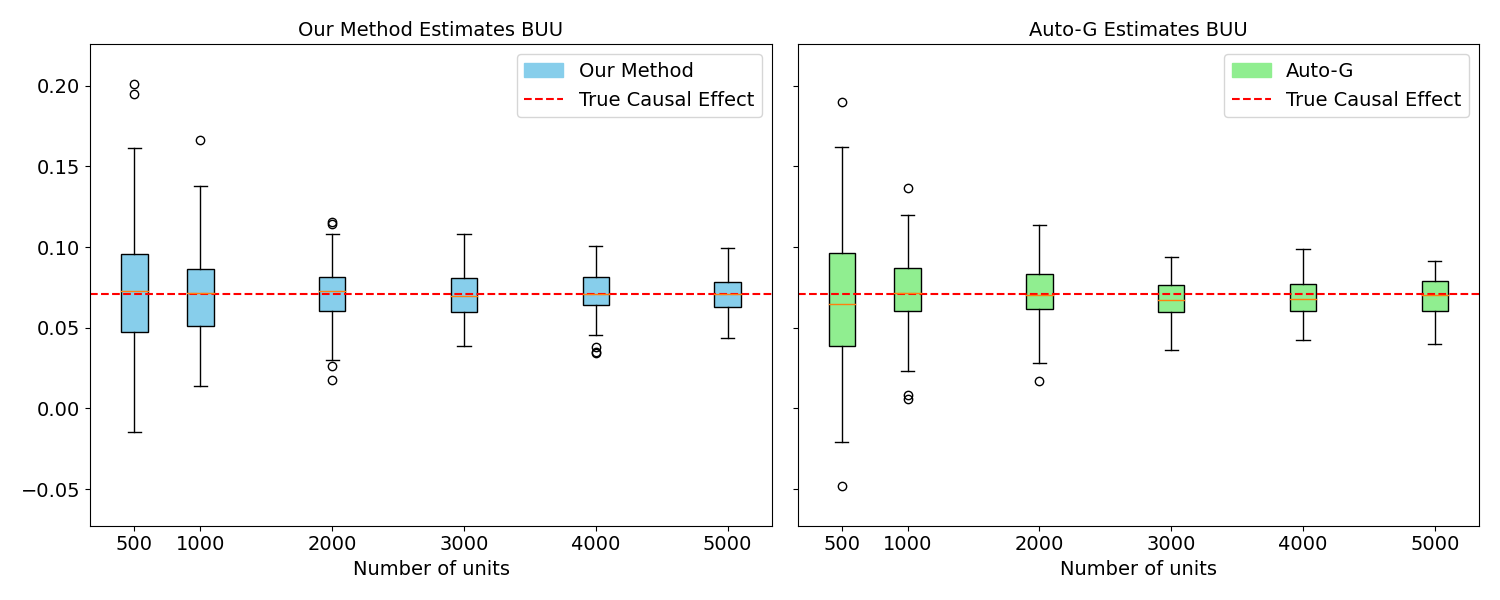 Our Method Estimates BUU
Our Method
True Causal Effect
0.20
0.15
0.10
0.05
0.00
−0.05
500 1000 2000 3000 4000 5000
Number of units
Auto-G Estimates BUU
Auto-G
True Causal Effect
500 1000 2000 3000 4000 5000
Number of units